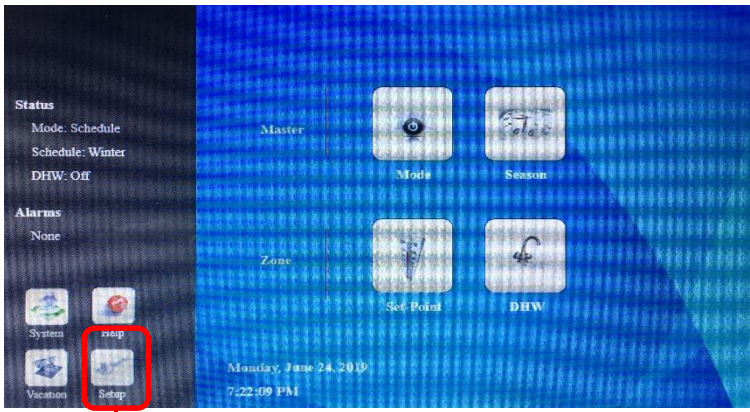 Status
Mode: Schedule
Schedule: Winter
DHW: Off
Alarms
None
System Help
Vacation Setup
Master
Mode Season
Zone
Set-Point DHW
Monday, June 24, 2019
7:22:09 PM